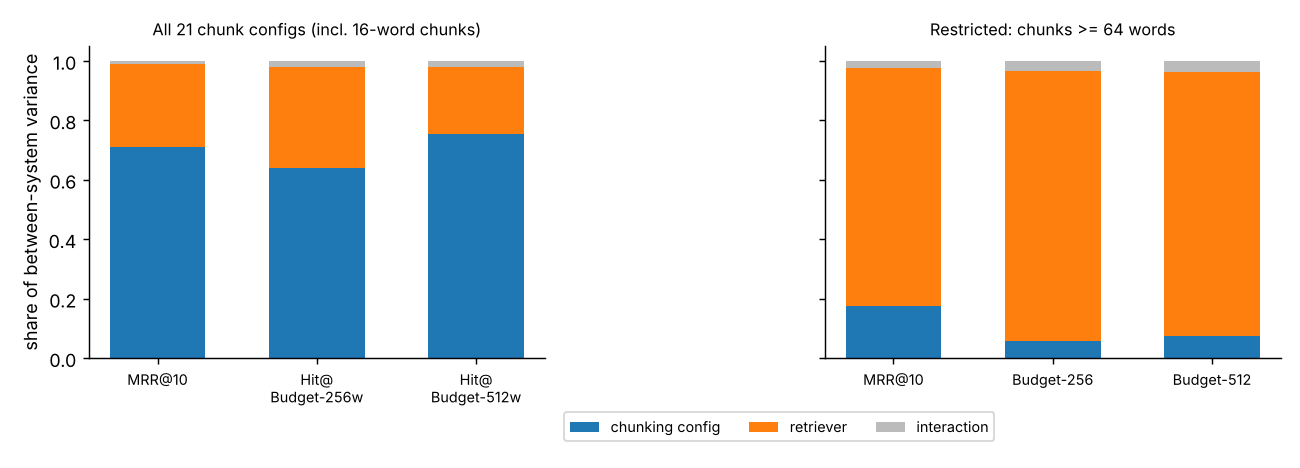 All 21 chunk configs (incl. 16-word chunks)
share of between-system variance
1.0
0.8
0.6
0.4
0.2
0.0
MRR@10
Hit@
Budget-256w
Hit@
Budget-512w
Restricted: chunks >= 64 words
MRR@10
Budget-256
Budget-512
chunking config
retriever
interaction